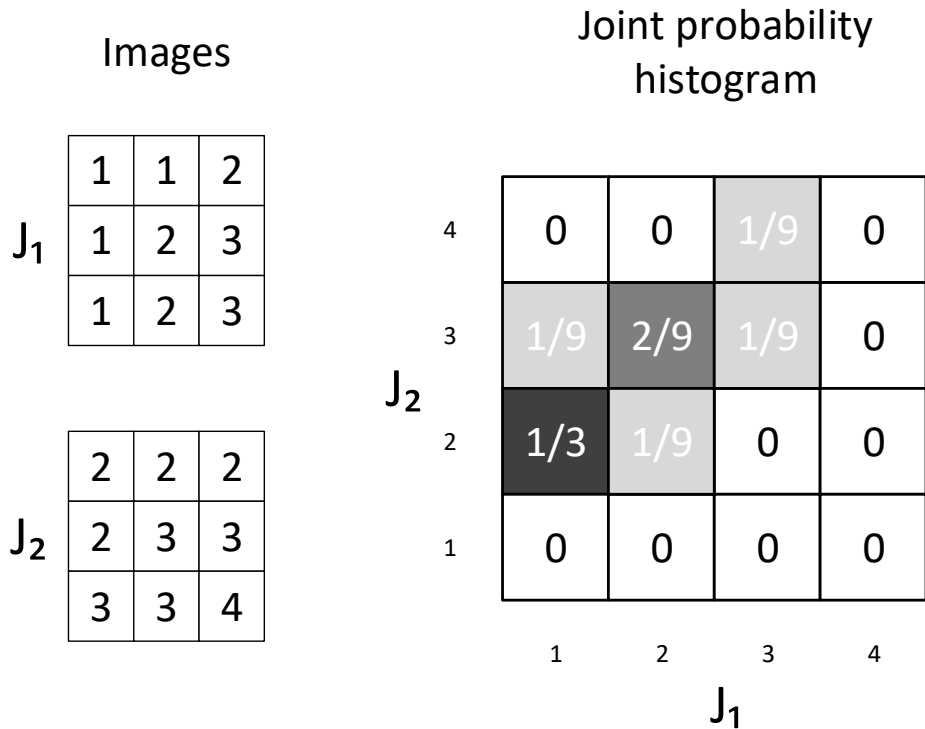 Images
J₁
1 1 2
1 2 3
1 2 3
J₂
2 2 2
2 3 3
3 3 4
Joint probability
histogram
J₂
4 0 0 1/9 0
3 1/9 2/9 1/9 0
2 1/3 1/9 0 0
1 0 0 0 0
1 2 3 4
J₁